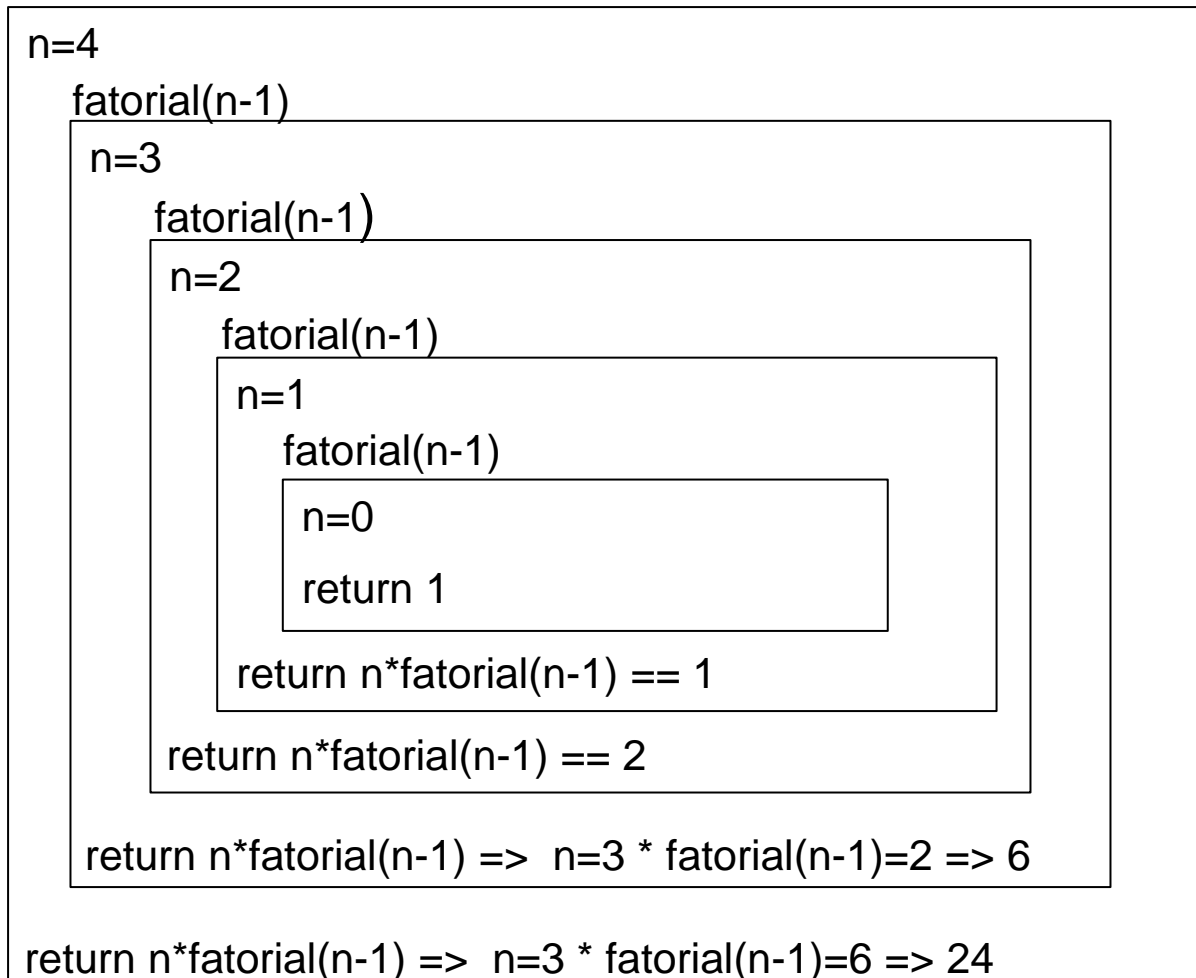 n=4
fatorial(n-1)
n=3
fatorial(n-1)
n=2
fatorial(n-1)
n=1
fatorial(n-1)
n=0
return 1
return n*fatorial(n-1) == 1
return n*fatorial(n-1) == 2
return n*fatorial(n-1) => n=3 * fatorial(n-1)=2 => 6
return n*fatorial(n-1) => n=3 * fatorial(n-1)=6 => 24